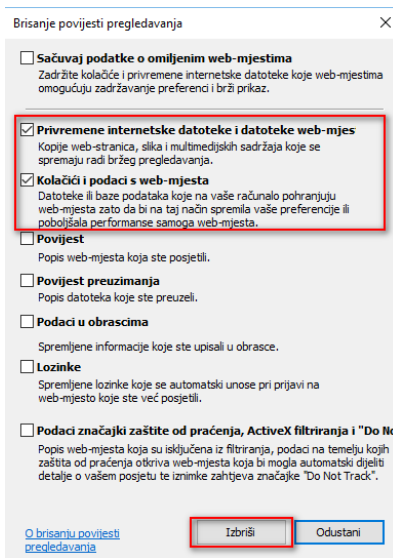 Brisanje povijesti pregledavanja
Sačuvaj podatke o omiljenim web-mjestima
Zadržite kolačiće i privremene internetske datoteke koje web-mjestima
omogućuju zadržavanje preferenci i brži prikaz.
Privremene internetske datoteke i datoteke web-mjes
Kopije web-stranica, slika i multimedijskih sadržaja koje se
spremaju radi bržeg pregledavanja.
Kolačići i podaci s web-mjesta
Datoteke ili baze podataka koje na vaše računalo pohranjuju
web-mjesta zato da bi na taj način spremila vaše preferencije ili
poboljšala performanse samoga web-mjesta.
Povijest
Popis web-mjesta koja ste posjetili.
Povijest preuzimanja
Popis datoteka koje ste preuzeli.
Podaci u obrascima
Spremljene informacije koje ste upisali u obrasce.
Lozinke
Spremljene lozinke koje se automatski unose pri prijavi na
web-mjesto koje ste već posjetili.
Podaci značajki zaštite od praćenja, ActiveX filtriranja i "Do No
Popis web-mjesta koja su isključena iz filtriranja, podaci na temelju kojih
zaštita od praćenja otkriva web-mjesta koja bi mogla automatski dijeliti
detalje o vašem posjetu te iznimke zahtjeva značajke "Do Not Track".
O brisanju povijesti
pregledavanja
Izbriši
Odustani